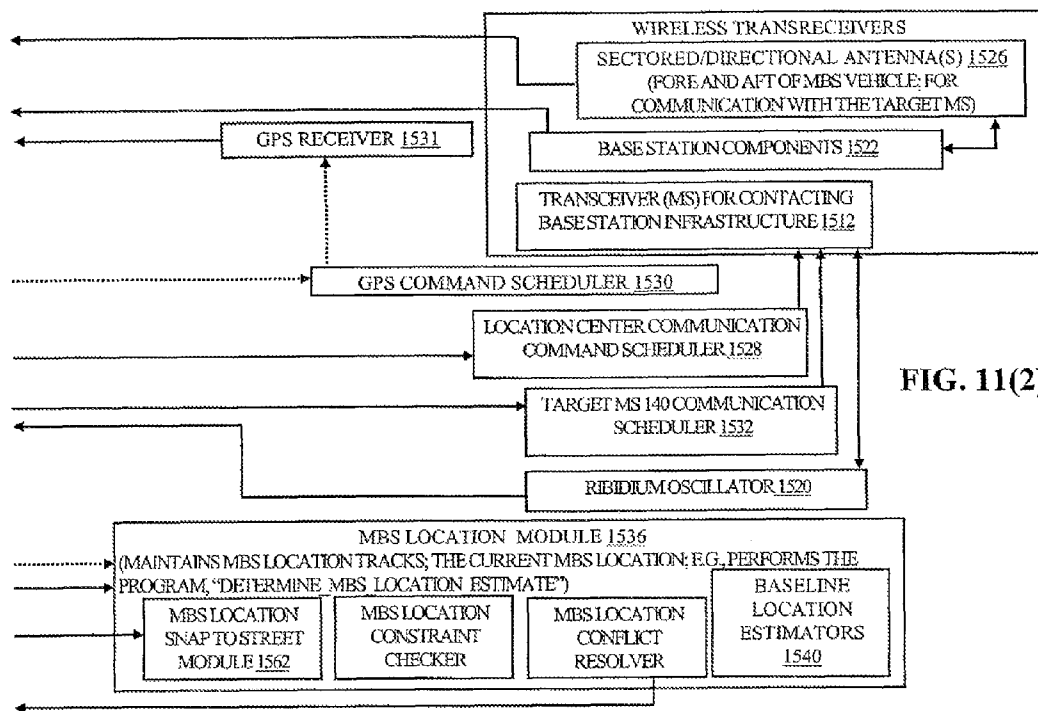 WIRELESS TRANSRECEIVERS
SECTORED/DIRECTIONAL ANTENNA(S) 1526
(FORE AND AFT OF MBS VEHICLE; FOR
COMMUNICATION WITH THE TARGET MS)
GPS RECEIVER 1531
BASE STATION COMPONENTS 1522
TRANSCEIVER (MS) FOR CONTACTING
BASE STATION INFRASTRUCTURE 1512
GPS COMMAND SCHEDULER 1530
LOCATION CENTER COMMUNICATION
COMMAND SCHEDULER 1528
FIG. 11(2)
TARGET MS 140 COMMUNICATION
SCHEDULER 1532
RIBIDIUM OSCILLATOR 1520
MBS LOCATION MODULE 1536
(MAINTAINS MBS LOCATION TRACKS; THE CURRENT MBS LOCATION; E.G., PERFORMS THE
PROGRAM, "DETERMINE_MBS_LOCATION_ESTIMATE")
MBS LOCATION
SNAP TO STREET
MODULE 1562
MBS LOCATION
CONSTRAINT
CHECKER
MBS LOCATION
CONFLICT
RESOLVER
BASELINE
LOCATION
ESTIMATORS
1540